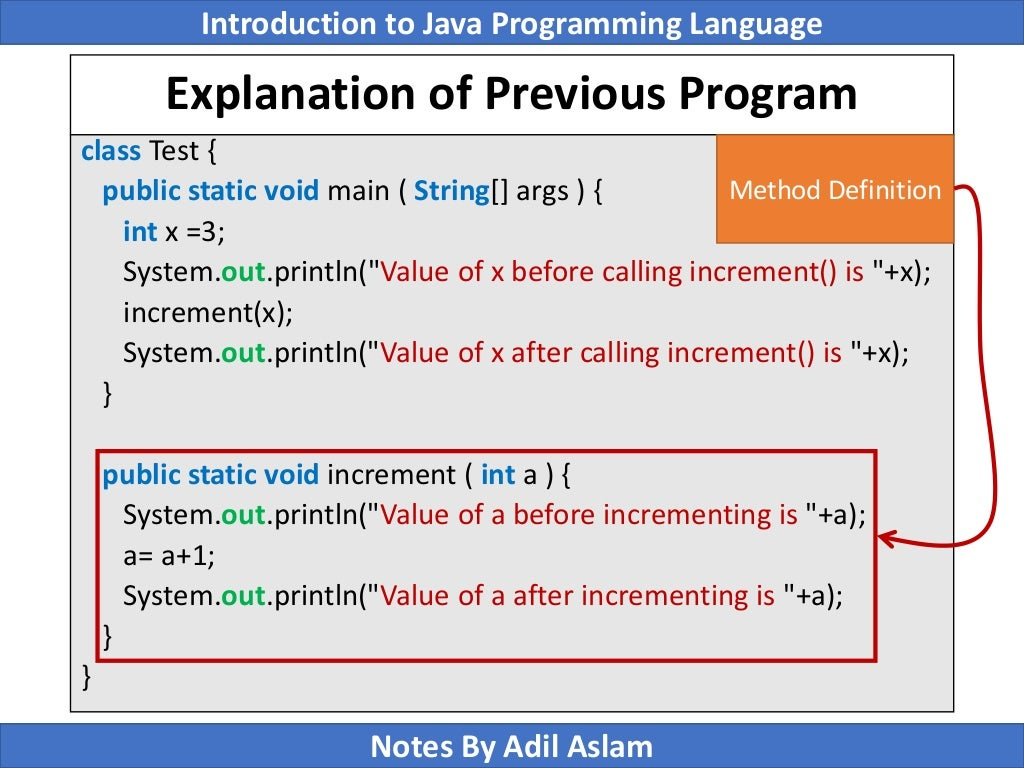 Introduction to Java Programming Language
Explanation of Previous Program
class Test {
public static void main ( String[] args ) {
Method Definition
int x =3;
System.out.println("Value of x before calling increment() is "+x);
increment(x);
System.out.println("Value of x after calling increment() is "+x);
}
public static void increment ( int a ) {
System.out.println("Value of a before incrementing is "+a);
a= a+1;
System.out.println("Value of a after incrementing is "+a);
}
}
Notes By Adil Aslam